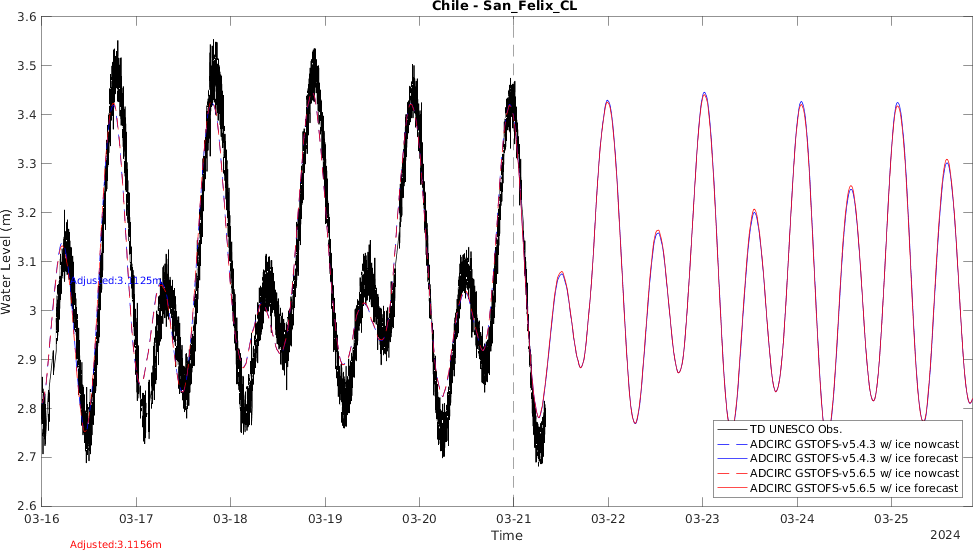 Chile - San_Felix_CL
3.6
3.5
3.4
3.3
3.2
3.1
3
2.9
2.8
2.7
2.6
Water Level (m)
Adjusted:3.1125m
TD UNESCO Obs.
ADCIRC GSTOFS-v5.4.3 w/ ice nowcast
ADCIRC GSTOFS-v5.4.3 w/ ice forecast
ADCIRC GSTOFS-v5.6.5 w/ ice nowcast
ADCIRC GSTOFS-v5.6.5 w/ ice forecast
03-16 03-17 03-18 03-19 03-20 03-21 03-22 03-23 03-24 03-25
Time
2024
Adjusted:3.1156m